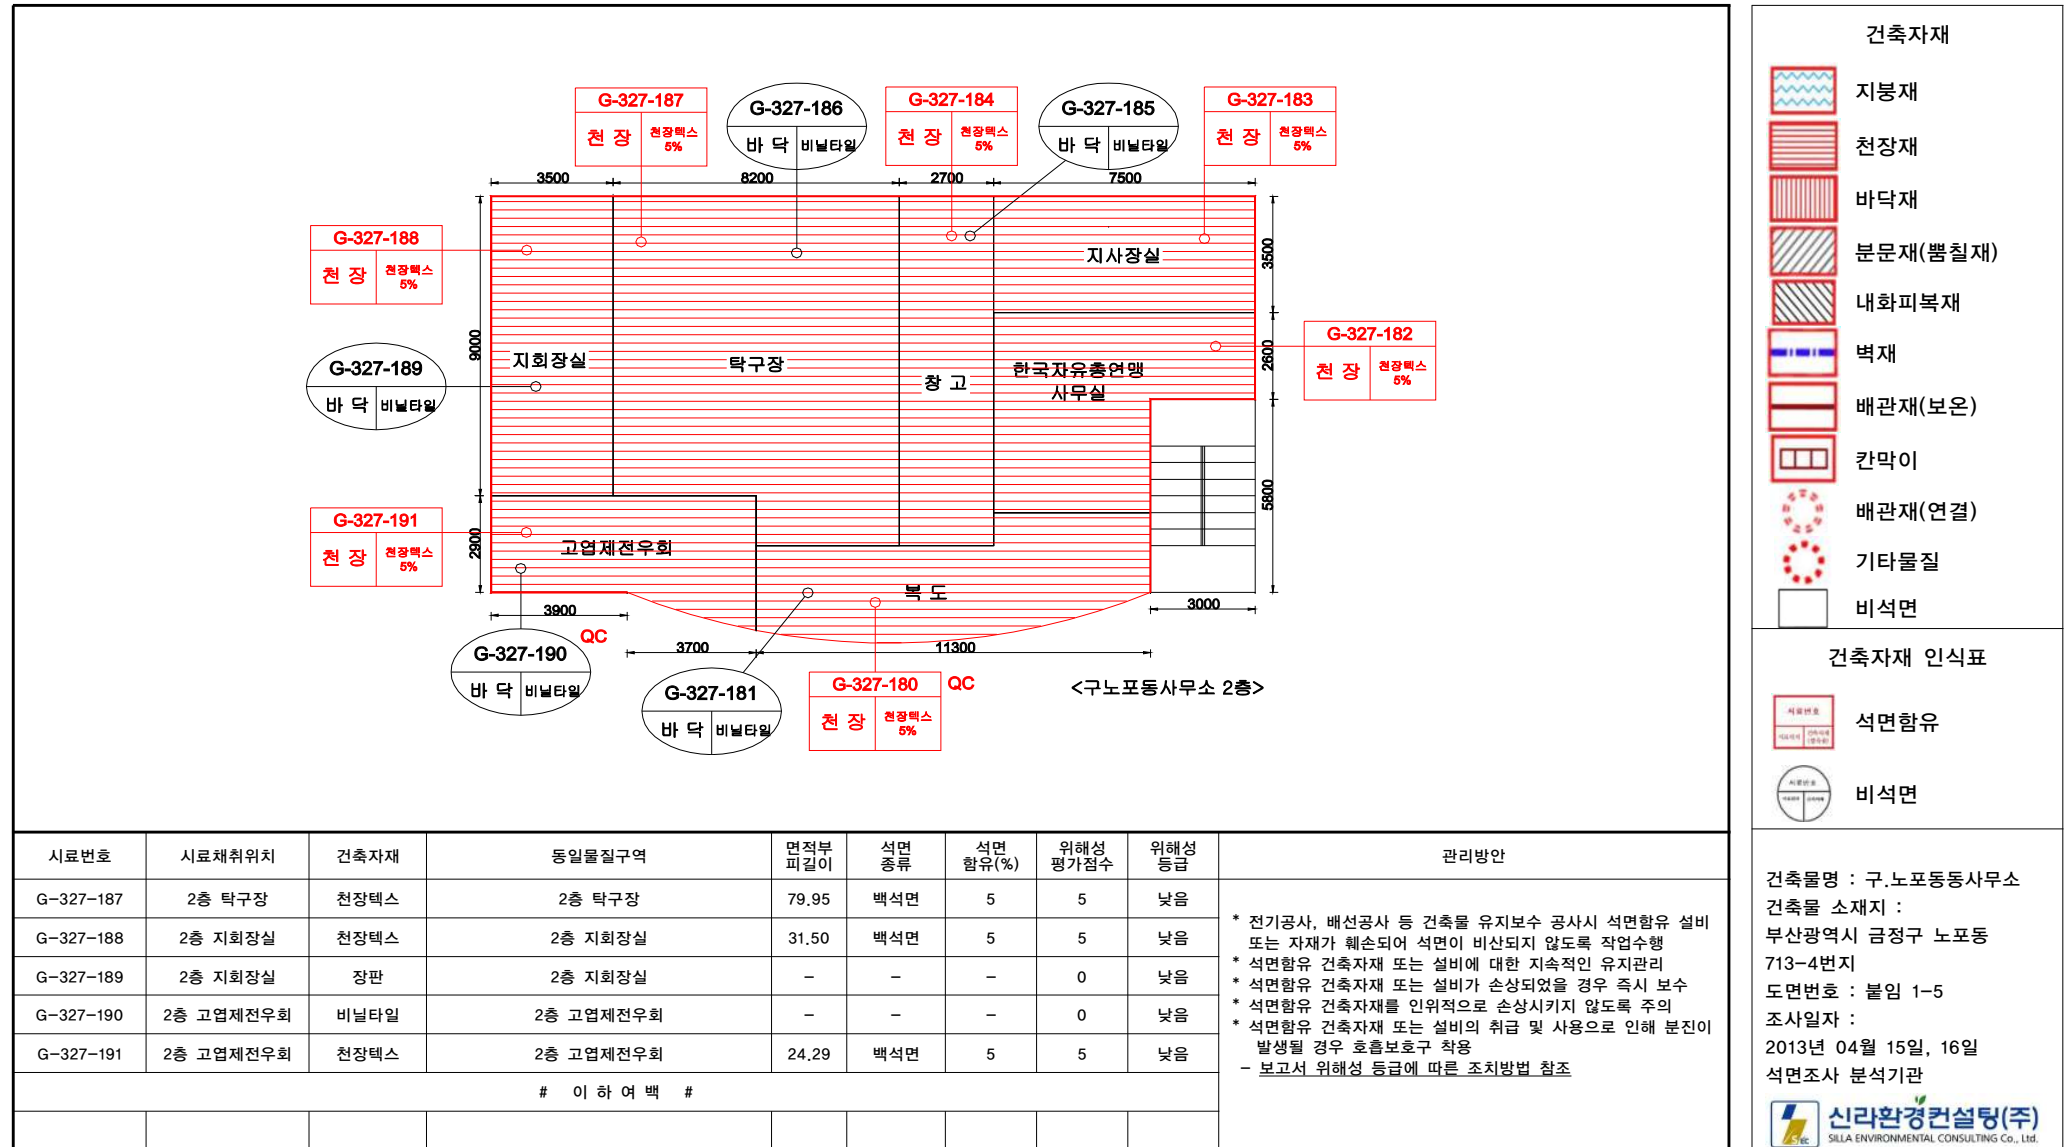 G-327-187
천 장
천장텍스
5%
G-327-186
바 닥
비닐타일
G-327-184
천 장
천장텍스
5%
G-327-185
바 닥
비닐타일
G-327-183
천 장
천장텍스
5%
3500
8200
2700
7500
G-327-188
천 장
천장텍스
5%
지사장실
3500
G-327-182
천 장
천장텍스
5%
9000
G-327-189
바 닥
비닐타일
지회장실
탁구장
창 고
한국자유총연맹
사무실
2600
5800
G-327-191
천 장
천장텍스
5%
2900
고엽제전우회
복 도
3900
3000
QC
G-327-190
바 닥
비닐타일
3700
11300
G-327-181
바 닥
비닐타일
G-327-180
QC
천 장
천장텍스
5%
<구노포동사무소 2층>
시료번호
시료채취위치
건축자재
동일물질구역
면적부
피길이
석면
종류
석면
함유(%)
위해성
평가점수
위해성
등급
관리방안
G-327-187 2층 탁구장 천장텍스 2층 탁구장 79.95 백석면 5 5 낮음
G-327-188 2층 지회장실 천장텍스 2층 지회장실 31.50 백석면 5 5 낮음
G-327-189 2층 지회장실 장판 2층 지회장실 - - - 0 낮음
G-327-190 2층 고엽제전우회 비닐타일 2층 고엽제전우회 - - - 0 낮음
G-327-191 2층 고엽제전우회 천장텍스 2층 고엽제전우회 24.29 백석면 5 5 낮음
# 이 하 여 백 #
* 전기공사, 배선공사 등 건축물 유지보수 공사시 석면함유 설비
또는 자재가 훼손되어 석면이 비산되지 않도록 작업수행
* 석면함유 건축자재 또는 설비에 대한 지속적인 유지관리
* 석면함유 건축자재 또는 설비가 손상되었을 경우 즉시 보수
* 석면함유 건축자재를 인위적으로 손상시키지 않도록 주의
* 석면함유 건축자재 또는 설비의 취급 및 사용으로 인해 분진이
발생될 경우 호흡보호구 착용
- 보고서 위해성 등급에 따른 조치방법 참조
건축자재
지붕재
천장재
바닥재
분문재(뿜칠재)
내화피복재
벽재
배관재(보온)
칸막이
배관재(연결)
기타물질
비석면
건축자재 인식표
시료번호
석면함유
비석면
건축물명 : 구.노포동동사무소
건축물 소재지 :
부산광역시 금정구 노포동
713-4번지
도면번호 : 붙임 1-5
조사일자 :
2013년 04월 15일, 16일
석면조사 분석기관
신라환경컨설팅(주)
SILLA ENVIRONMENTAL CONSULTING Co., Ltd.